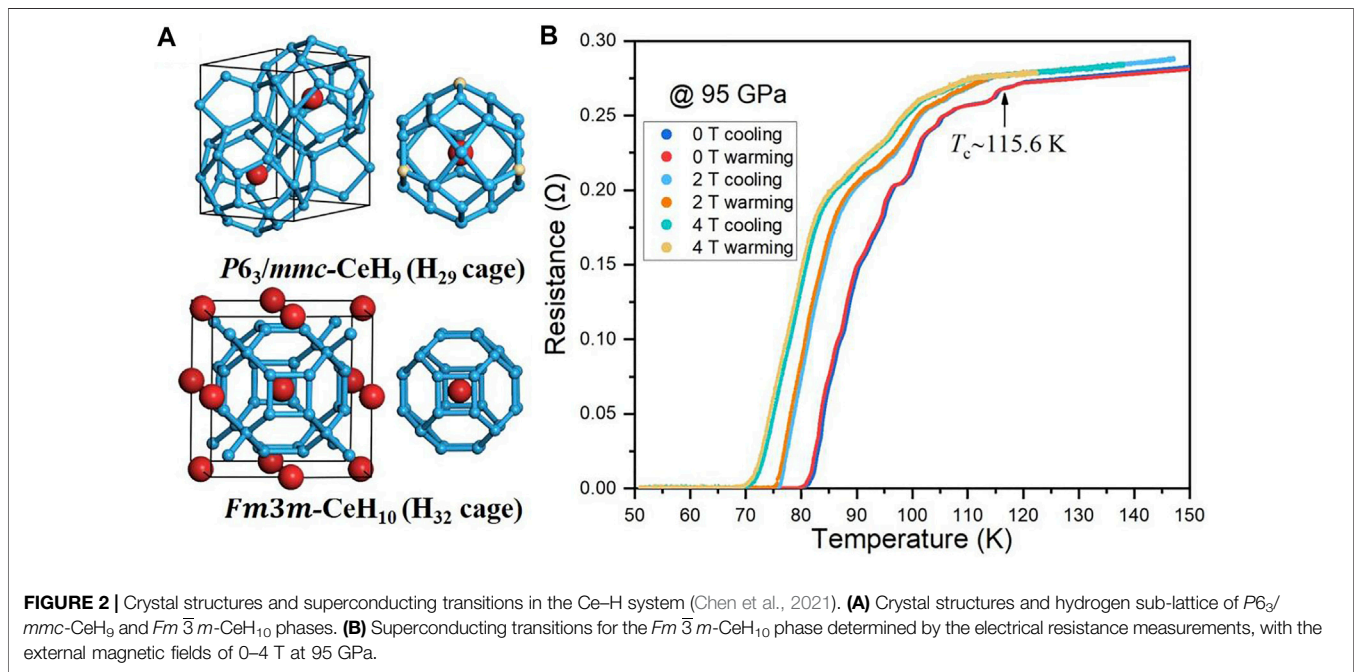 A
P6₃/mmc-CeH₉ (H₂₉ cage)
Fm3m-CeH₁₀ (H₃₂ cage)
B
0.30
0.25
0.20
0.15
0.10
0.05
0.00
Resistance (Ω)
@ 95 GPa
0 T cooling
0 T warming
2 T cooling
2 T warming
4 T cooling
4 T warming
Tc~115.6 K
50 60 70 80 90 100 110 120 130 140 150
Temperature (K)
FIGURE 2 | Crystal structures and superconducting transitions in the Ce–H system (Chen et al., 2021). (A) Crystal structures and hydrogen sub-lattice of P6₃/
mmc-CeH₉ and Fm 3̅ m-CeH₁₀ phases. (B) Superconducting transitions for the Fm 3̅ m-CeH₁₀ phase determined by the electrical resistance measurements, with the
external magnetic fields of 0–4 T at 95 GPa.